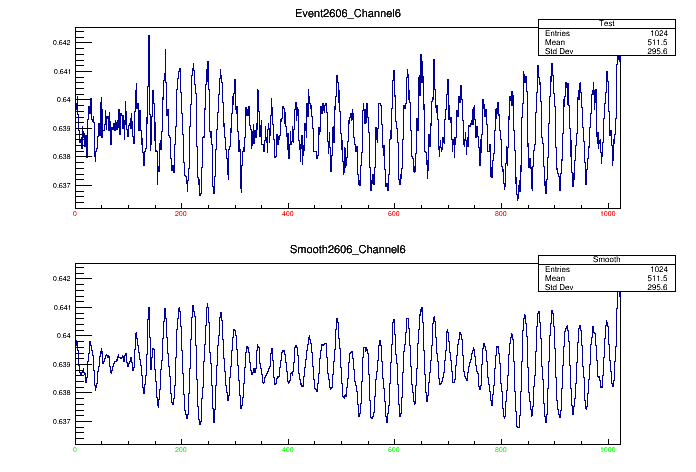 Event2606_Channel6
Test
Entries 1024
Mean 511.5
Std Dev 295.6
0.642
0.641
0.64
0.639
0.638
0.637
0 200 400 600 800 1000
Smooth2606_Channel6
Smooth
Entries 1024
Mean 511.5
Std Dev 295.6
0.642
0.641
0.64
0.639
0.638
0.637
0 200 400 600 800 1000